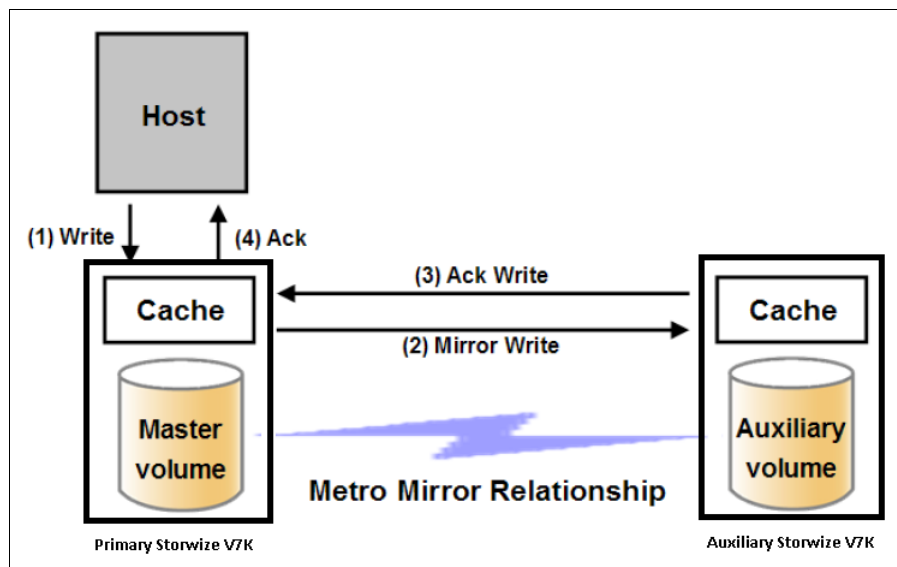 Host
(1) Write
(4) Ack
(3) Ack Write
Cache
Cache
(2) Mirror Write
Master
volume
Auxiliary
volume
Metro Mirror Relationship
Primary Storwize V7K
Auxiliary Storwize V7K